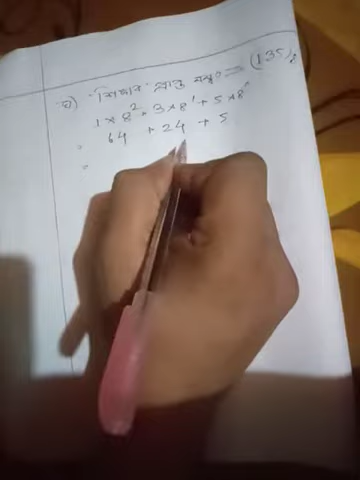 ঘ) লু (135)₈
1 × 8² + 3 × 8¹ + 5 × 8⁰
= 64 + 24 + 5
=